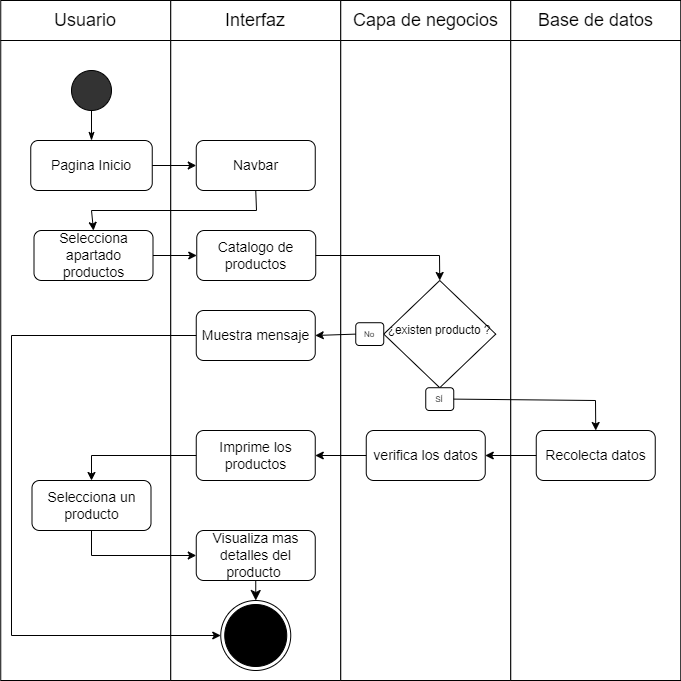 Usuario
Interfaz
Capa de negocios
Base de datos
Pagina Inicio
Navbar
Selecciona
apartado
productos
Catalogo de
productos
¿existen producto ?
No
Muestra mensaje
SÍ
Imprime los
productos
verifica los datos
Recolecta datos
Selecciona un
producto
Visualiza mas
detalles del
producto